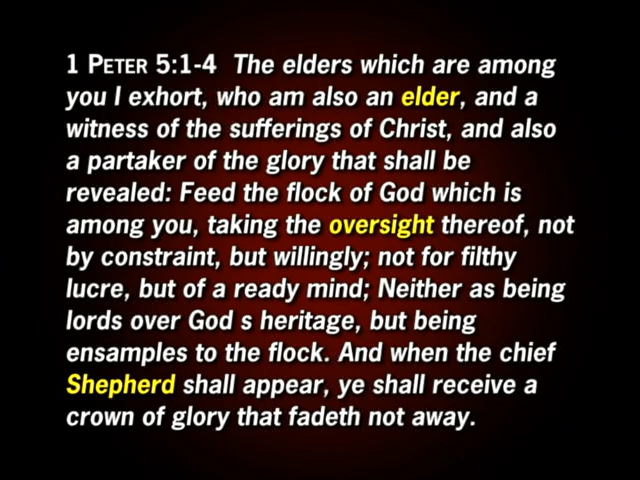 1 PETER 5:1-4 The elders which are among
you I exhort, who am also an elder, and a
witness of the sufferings of Christ, and also
a partaker of the glory that shall be
revealed: Feed the flock of God which is
among you, taking the oversight thereof, not
by constraint, but willingly; not for filthy
lucre, but of a ready mind; Neither as being
lords over God s heritage, but being
ensamples to the flock. And when the chief
Shepherd shall appear, ye shall receive a
crown of glory that fadeth not away.